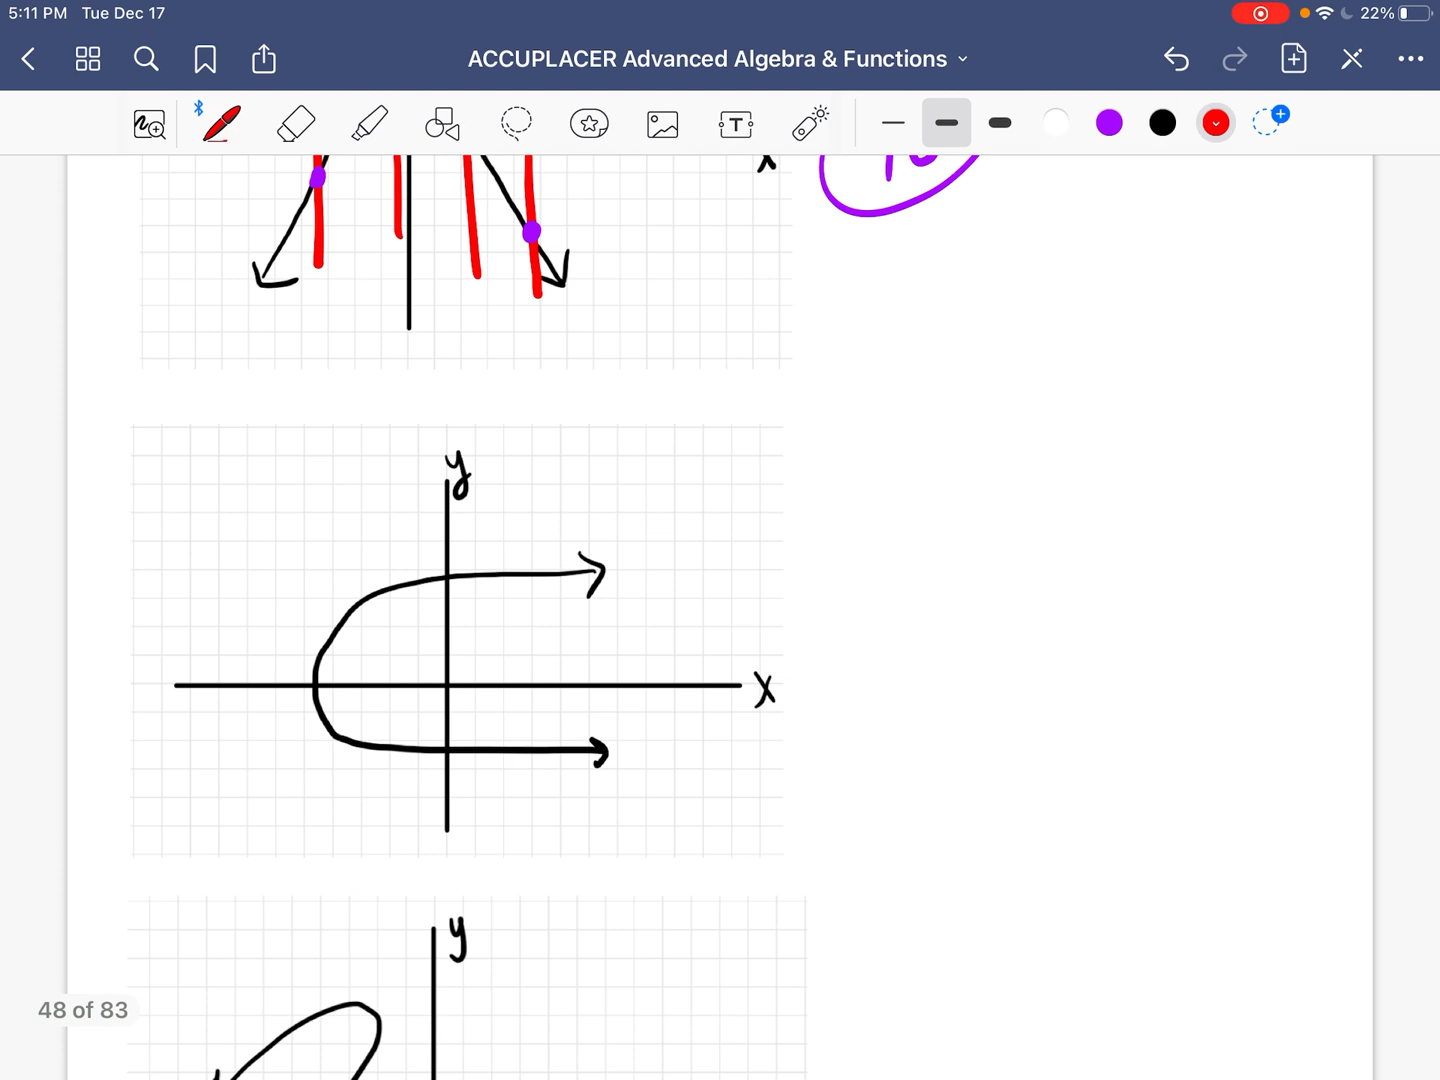 5:11 PM Tue Dec 17
22%
ACCUPLACER Advanced Algebra & Functions
T
x
y
x
y
48 of 83